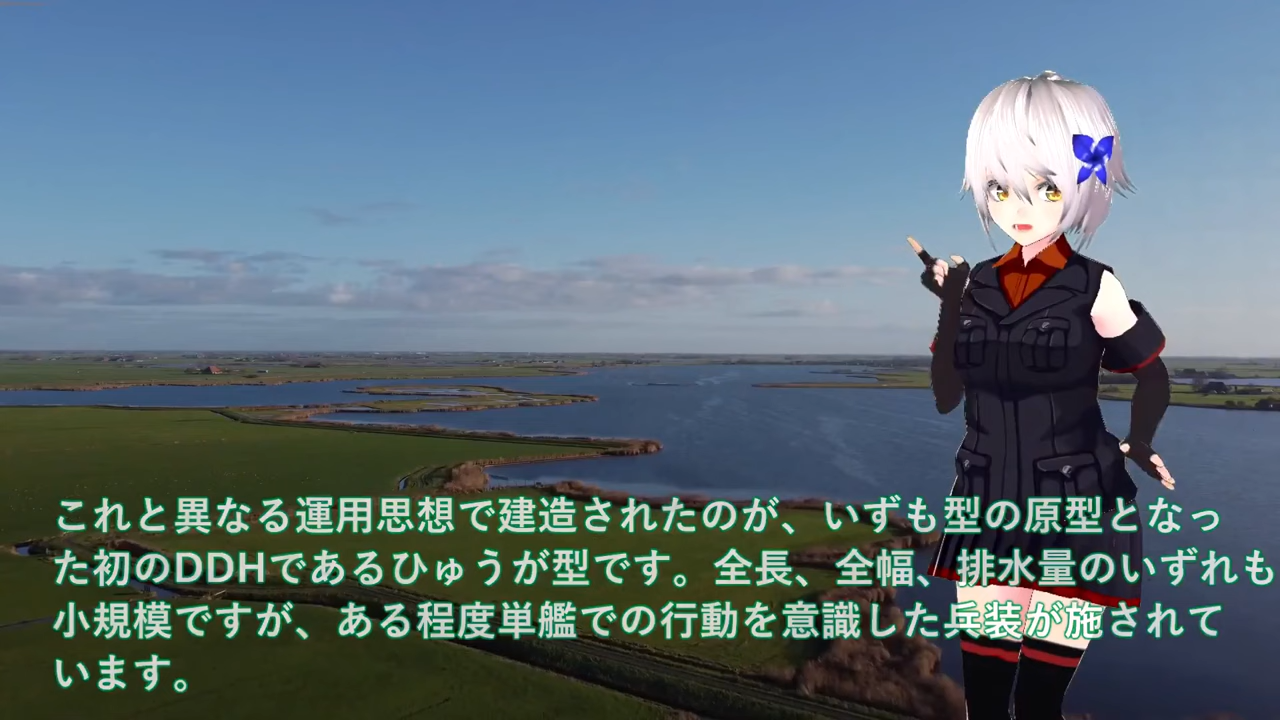 これと異なる運用思想で建造されたのが、いずも型の原型となっ
た初のDDHであるひゅうが型です。全長、全幅、排水量のいずれも
小規模ですが、ある程度単艦での行動を意識した兵装が施されて
います。